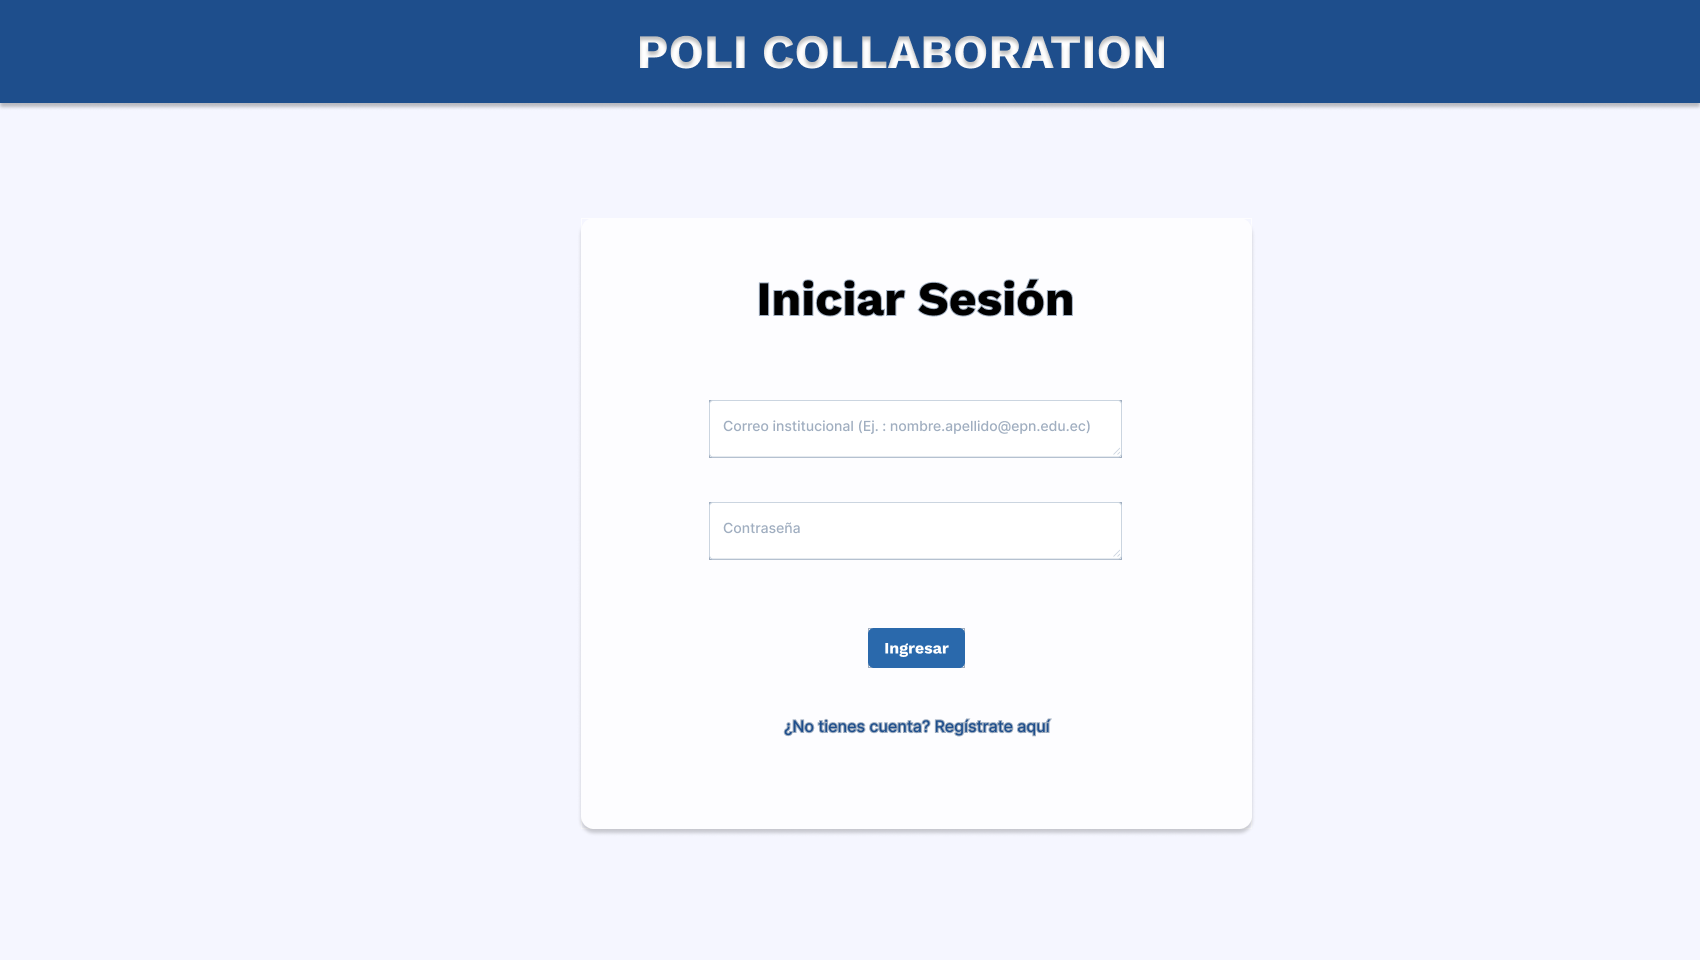 POLI COLLABORATION
Iniciar Sesión
Correo institucional (Ej. : nombre.apellido@epn.edu.ec)
Contraseña
Ingresar
¿No tienes cuenta? Regístrate aquí